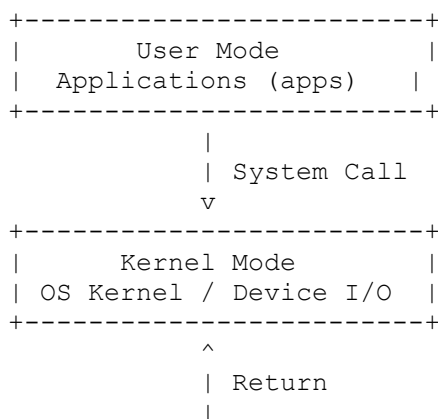 +--------------------------+
|        User Mode         |
|  Applications (apps)   |
+--------------------------+
            |
            | System Call
            v
+--------------------------+
|       Kernel Mode        |
| OS Kernel / Device I/O  |
+--------------------------+
            ^
            | Return
            |